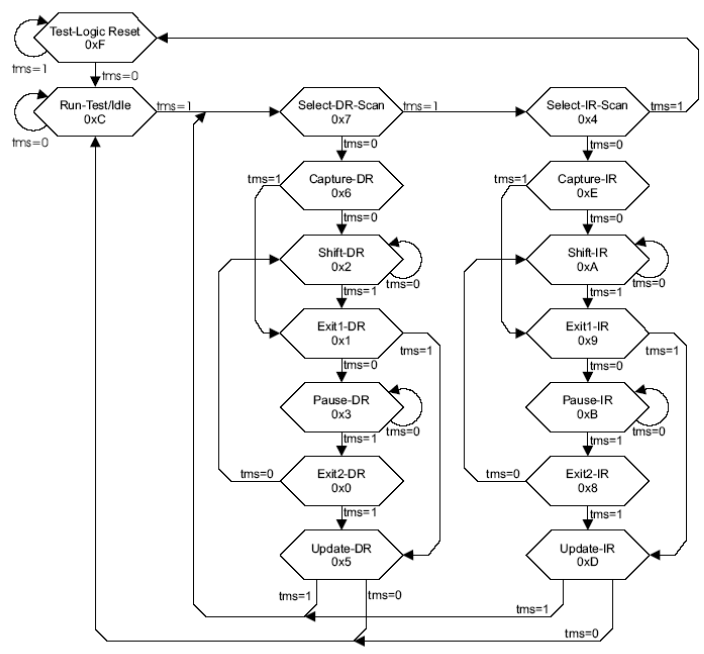 Test-Logic Reset
0xF
tms=1
tms=0
Run-Test/Idle
0xC
tms=1
tms=0
Select-DR-Scan
0x7
tms=1
tms=0
Select-IR-Scan
0x4
tms=1
tms=0
tms=1
Capture-DR
0x6
tms=0
tms=1
Capture-IR
0xE
tms=0
Shift-DR
0x2
tms=0
tms=1
Shift-IR
0xA
tms=0
tms=1
Exit1-DR
0x1
tms=1
tms=0
Exit1-IR
0x9
tms=1
tms=0
Pause-DR
0x3
tms=0
tms=1
Pause-IR
0xB
tms=0
tms=1
tms=0
Exit2-DR
0x0
tms=1
tms=0
Exit2-IR
0x8
tms=1
Update-DR
0x5
tms=1
tms=0
Update-IR
0xD
tms=1
tms=0